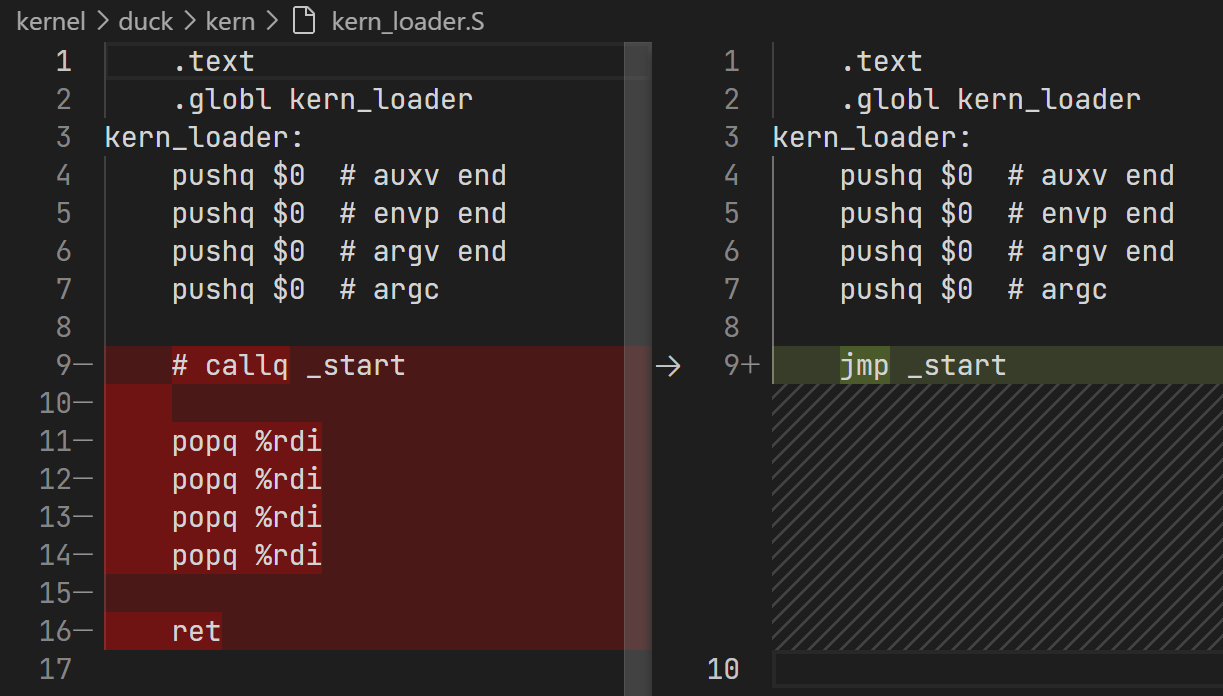 kernel > duck > kern > kern_loader.S
1 .text
2 .globl kern_loader
3 kern_loader:
4 pushq $0 # auxv end
5 pushq $0 # envp end
6 pushq $0 # argv end
7 pushq $0 # argc
8
9— # callq _start
10—
11— popq %rdi
12— popq %rdi
13— popq %rdi
14— popq %rdi
15—
16— ret
17
→
1 .text
2 .globl kern_loader
3 kern_loader:
4 pushq $0 # auxv end
5 pushq $0 # envp end
6 pushq $0 # argv end
7 pushq $0 # argc
8
9+ jmp _start
10